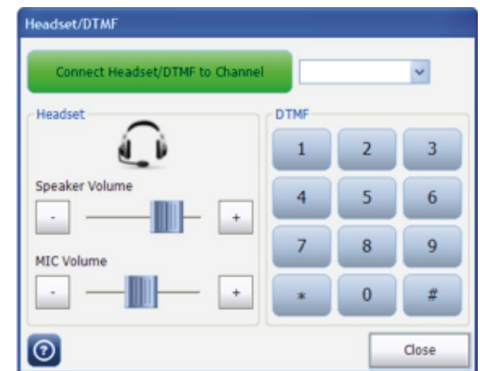 Headset/DTMF
Connect Headset/DTMF to Channel
Headset
Speaker Volume
- +
MIC Volume
- +
DTMF
1 2 3
4 5 6
7 8 9
* 0 #
?
Close